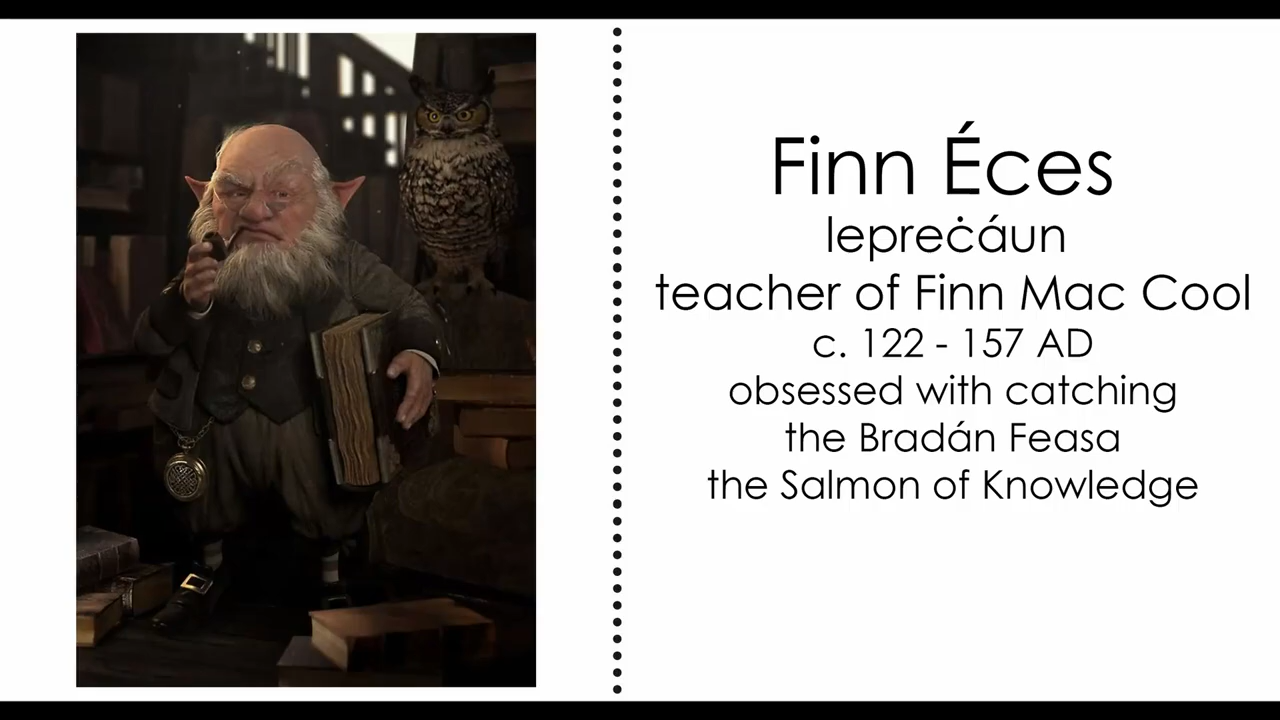 Finn Éces
lepreċáun
teacher of Finn Mac Cool
c. 122 - 157 AD
obsessed with catching
the Bradán Feasa
the Salmon of Knowledge